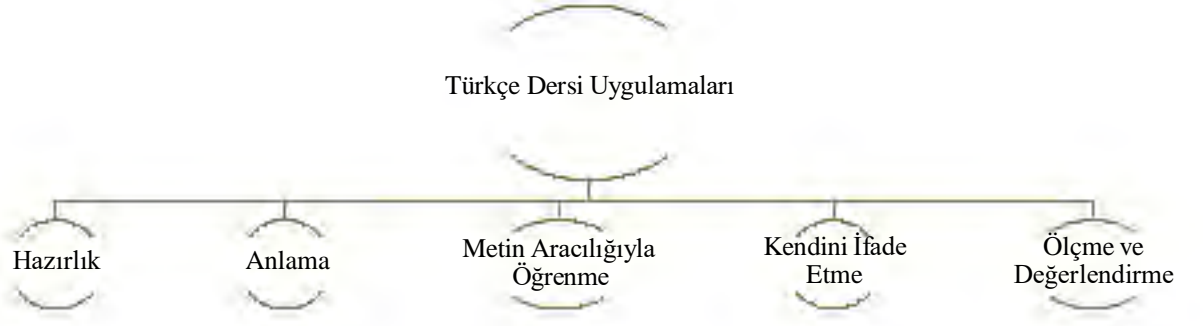 Türkçe Dersi Uygulamaları
Hazırlık
Anlama
Metin Aracılığıyla
Öğrenme
Kendini İfade
Etme
Ölçme ve
Değerlendirme